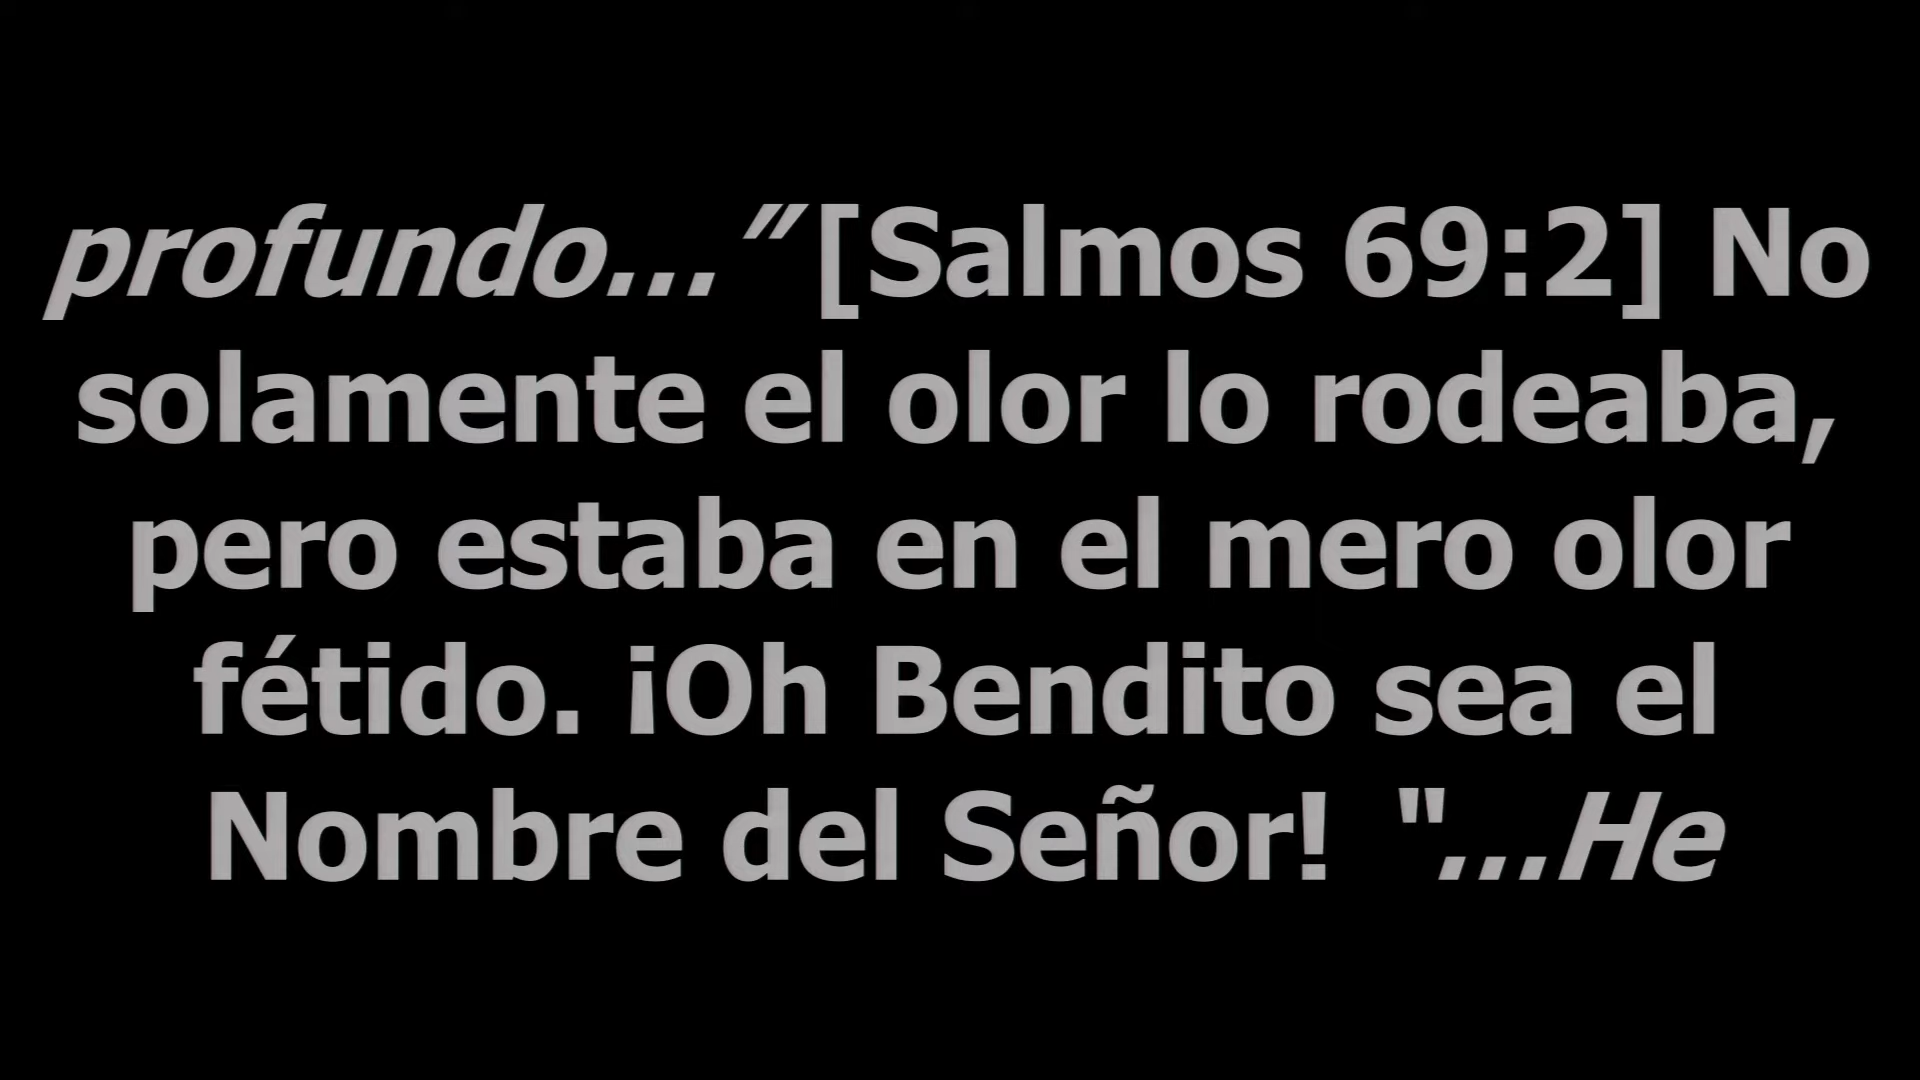 profundo…” [Salmos 69:2] No
solamente el olor lo rodeaba,
pero estaba en el mero olor
fétido. ¡Oh Bendito sea el
Nombre del Señor! "…He